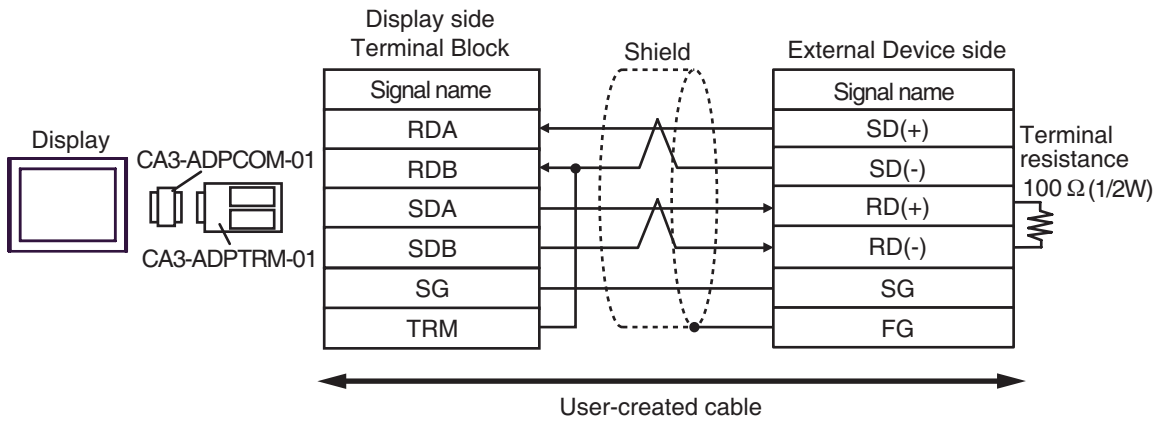 Display side
Terminal Block
Shield
External Device side
Signal name
Signal name
RDA
SD(+)
Terminal
resistance
100 Ω (1/2W)
Display
CA3-ADPCOM-01
RDB
SD(-)
SDA
RD(+)
CA3-ADPTRM-01
SDB
RD(-)
SG
SG
TRM
FG
User-created cable